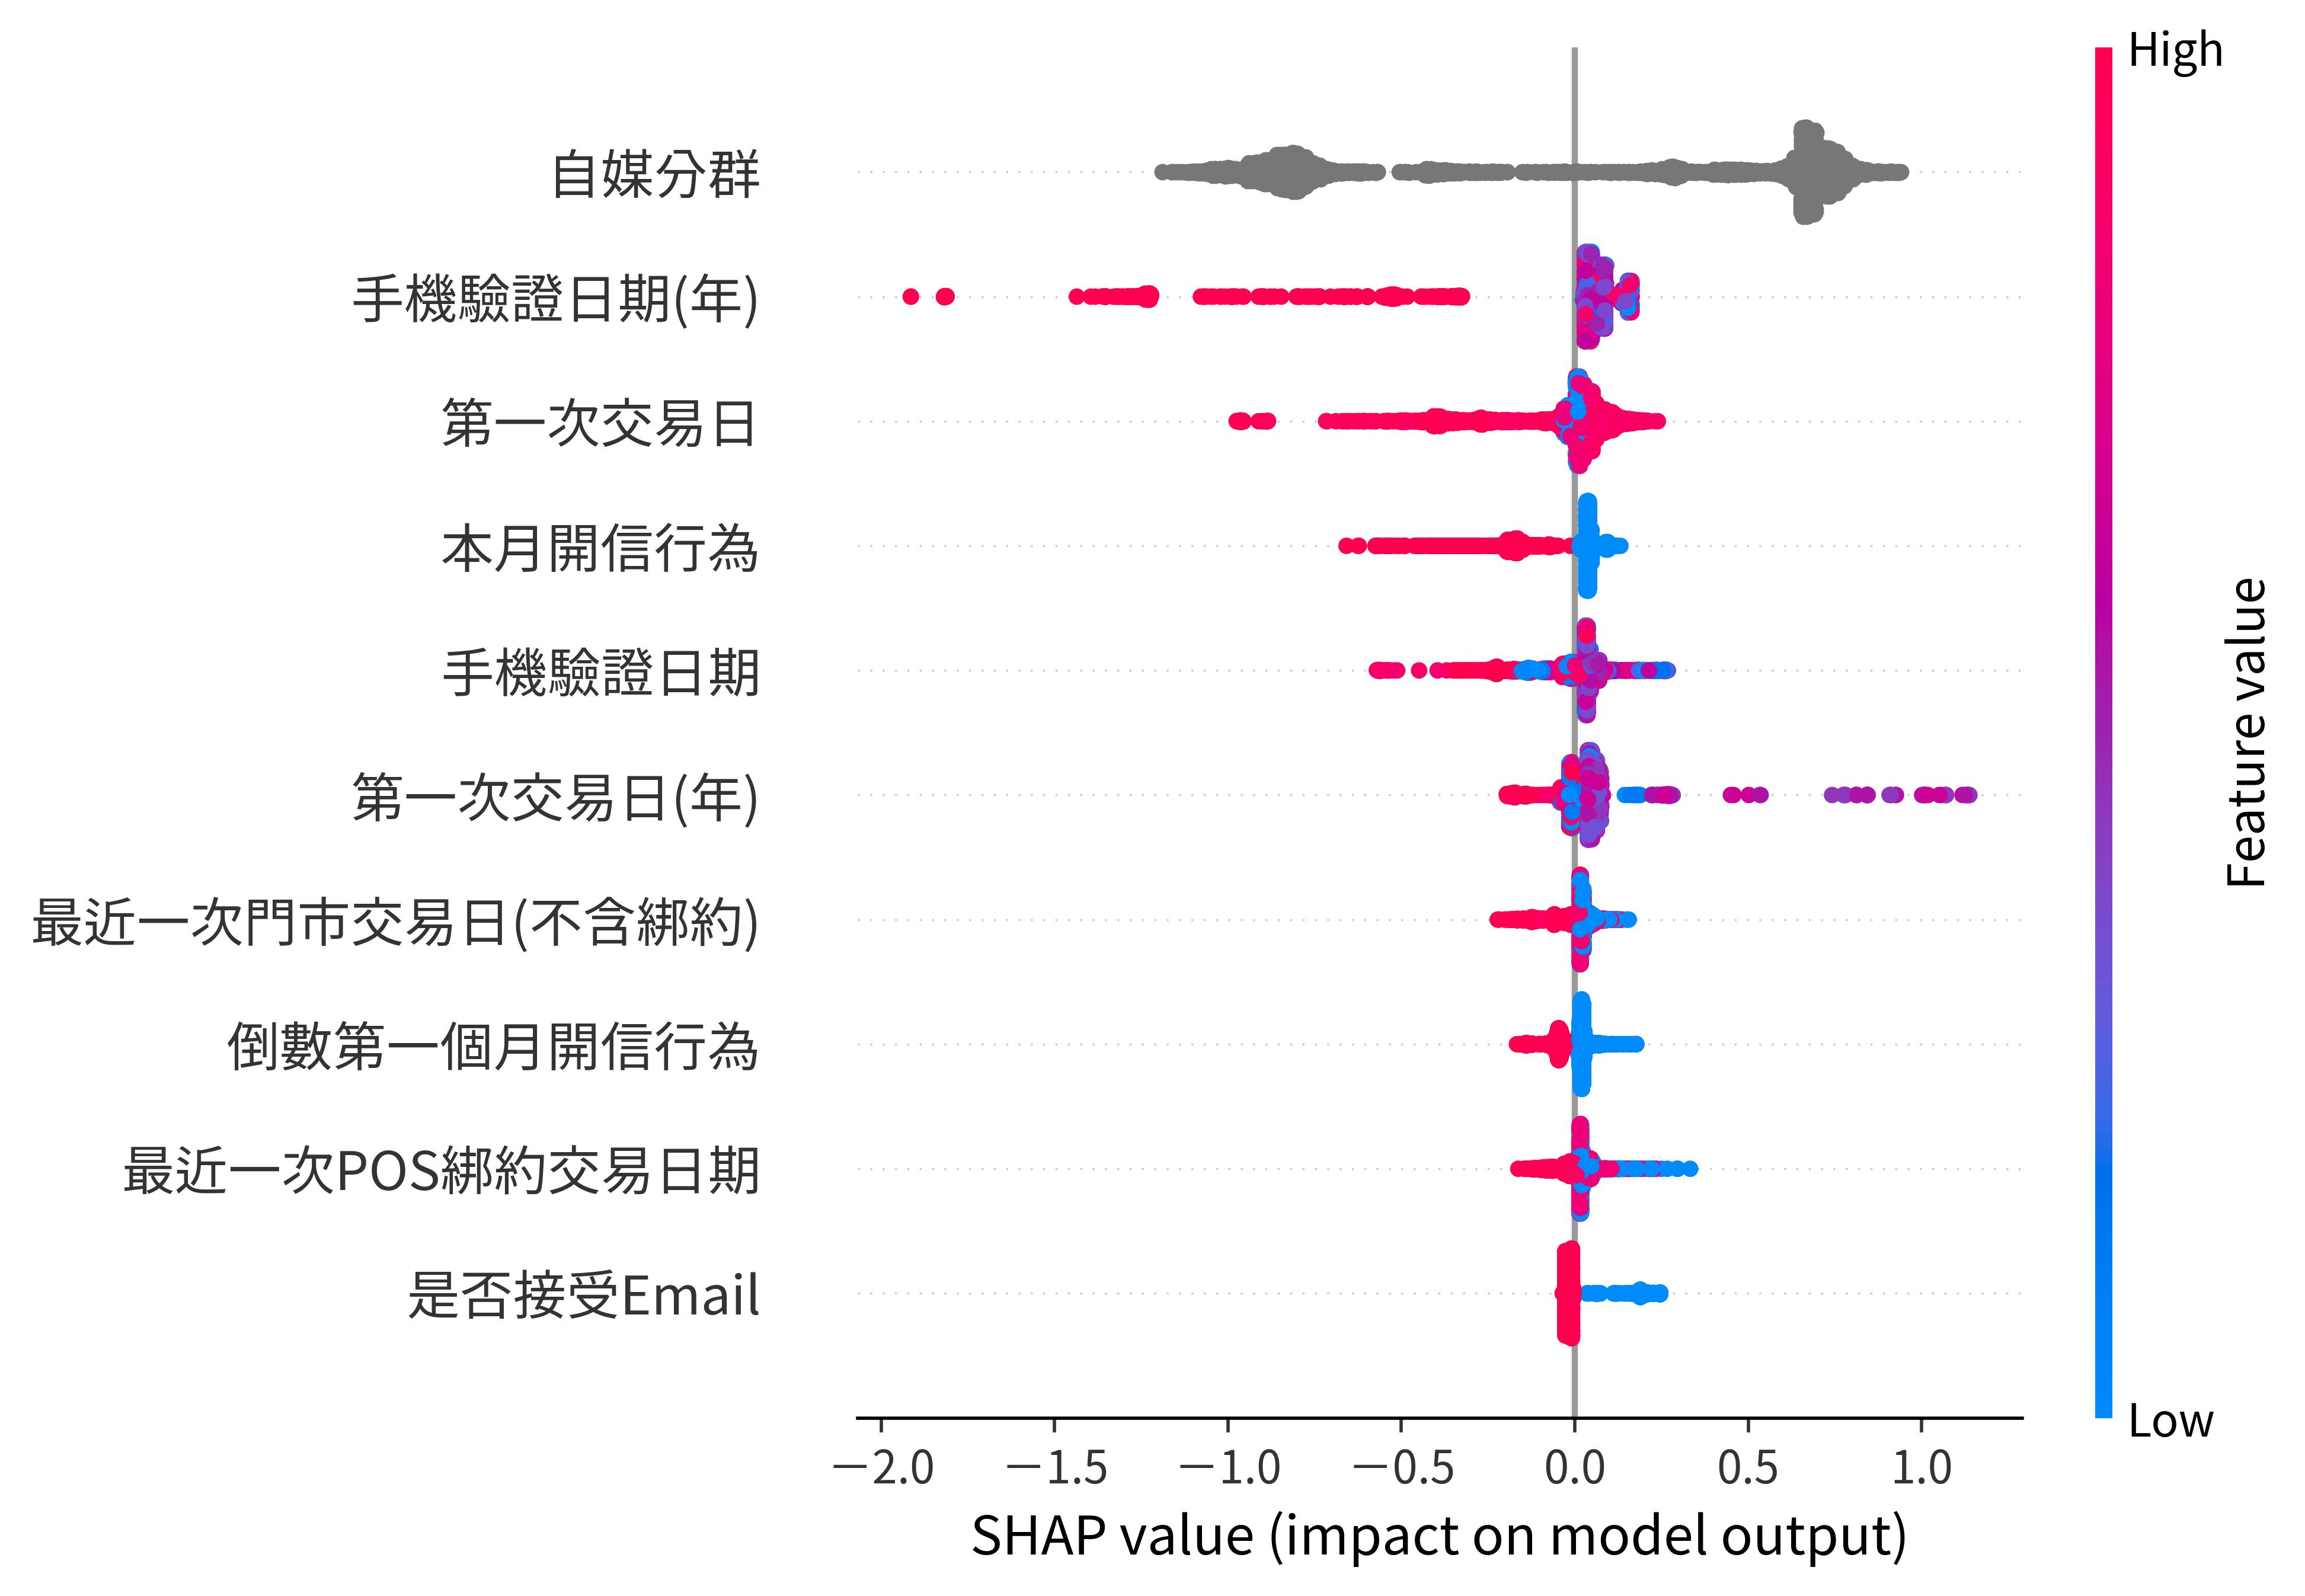 High
自媒分群
手機驗證日期(年)
第一次交易日
本月開信行為
手機驗證日期
第一次交易日(年)
最近一次門市交易日(不含綁約)
倒數第一個月開信行為
最近一次POS綁約交易日期
是否接受Email
Feature value
Low
−2.0 −1.5 −1.0 −0.5 0.0 0.5 1.0
SHAP value (impact on model output)